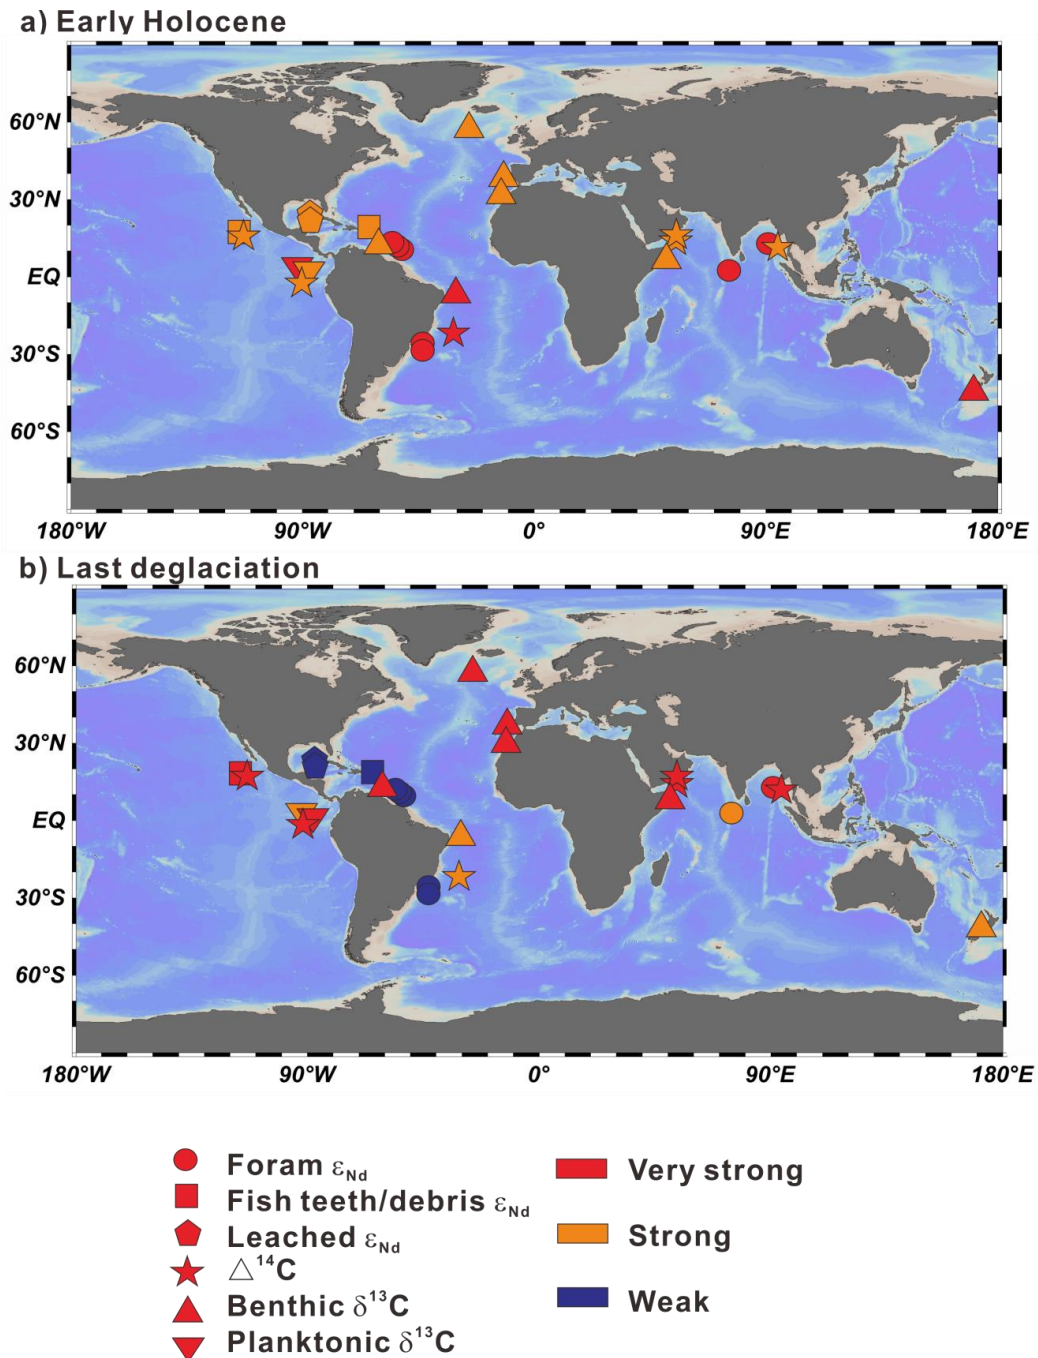 a) Early Holocene
60°N
30°N
EQ
30°S
60°S
180°W 90°W 0° 90°E 180°E
b) Last deglaciation
60°N
30°N
EQ
30°S
60°S
180°W 90°W 0° 90°E 180°E
Foram εNd
Very strong
Fish teeth/debris εNd
Leached εNd
Strong
△14C
Benthic δ13C
Weak
Planktonic δ13C